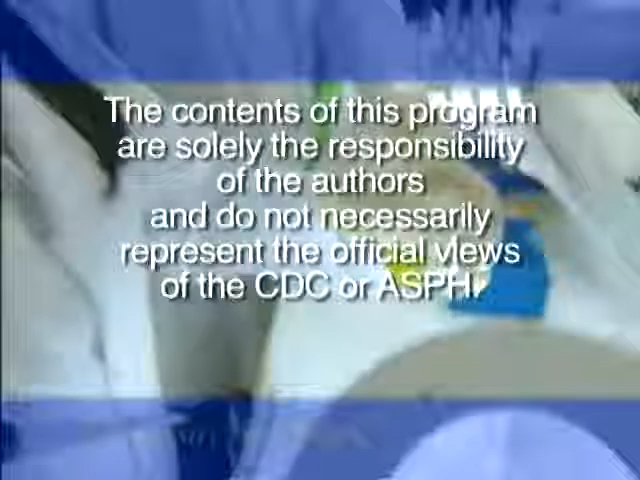 The contents of this program
are solely the responsibility
of the authors
and do not necessarily
represent the official views
of the CDC or ASPH.